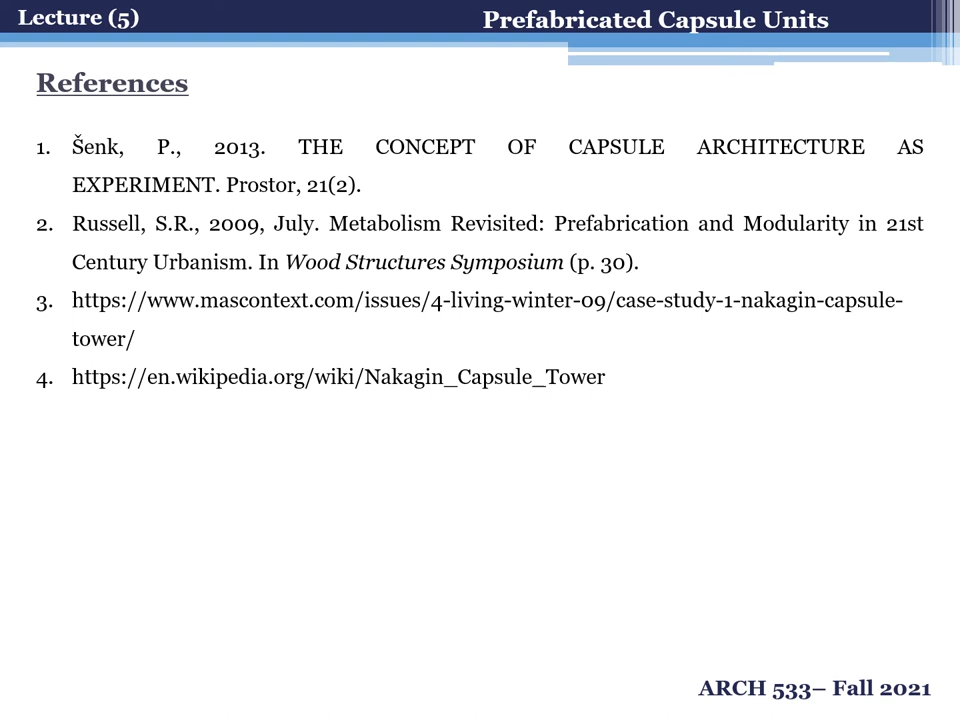 Lecture (5)
Prefabricated Capsule Units
References
1. Šenk, P., 2013. THE CONCEPT OF CAPSULE ARCHITECTURE AS
EXPERIMENT. Prostor, 21(2).
2. Russell, S.R., 2009, July. Metabolism Revisited: Prefabrication and Modularity in 21st
Century Urbanism. In Wood Structures Symposium (p. 30).
3. https://www.mascontext.com/issues/4-living-winter-09/case-study-1-nakagin-capsule-
tower/
4. https://en.wikipedia.org/wiki/Nakagin_Capsule_Tower
ARCH 533– Fall 2021